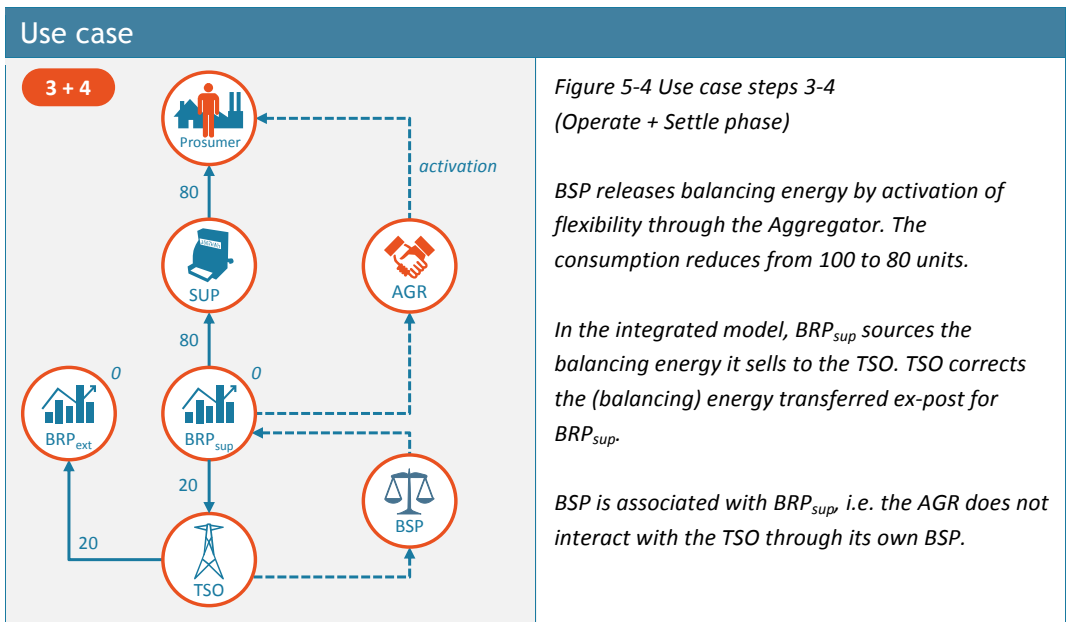 Use case
3 + 4
Prosumer
activation
80
SUP
AGR
80
0
0
BRPext
BRPsup
20
BSP
20
TSO
Figure 5-4 Use case steps 3-4
(Operate + Settle phase)
BSP releases balancing energy by activation of
flexibility through the Aggregator. The
consumption reduces from 100 to 80 units.
In the integrated model, BRPsup sources the
balancing energy it sells to the TSO. TSO corrects
the (balancing) energy transferred ex-post for
BRPsup.
BSP is associated with BRPsup, i.e. the AGR does not
interact with the TSO through its own BSP.